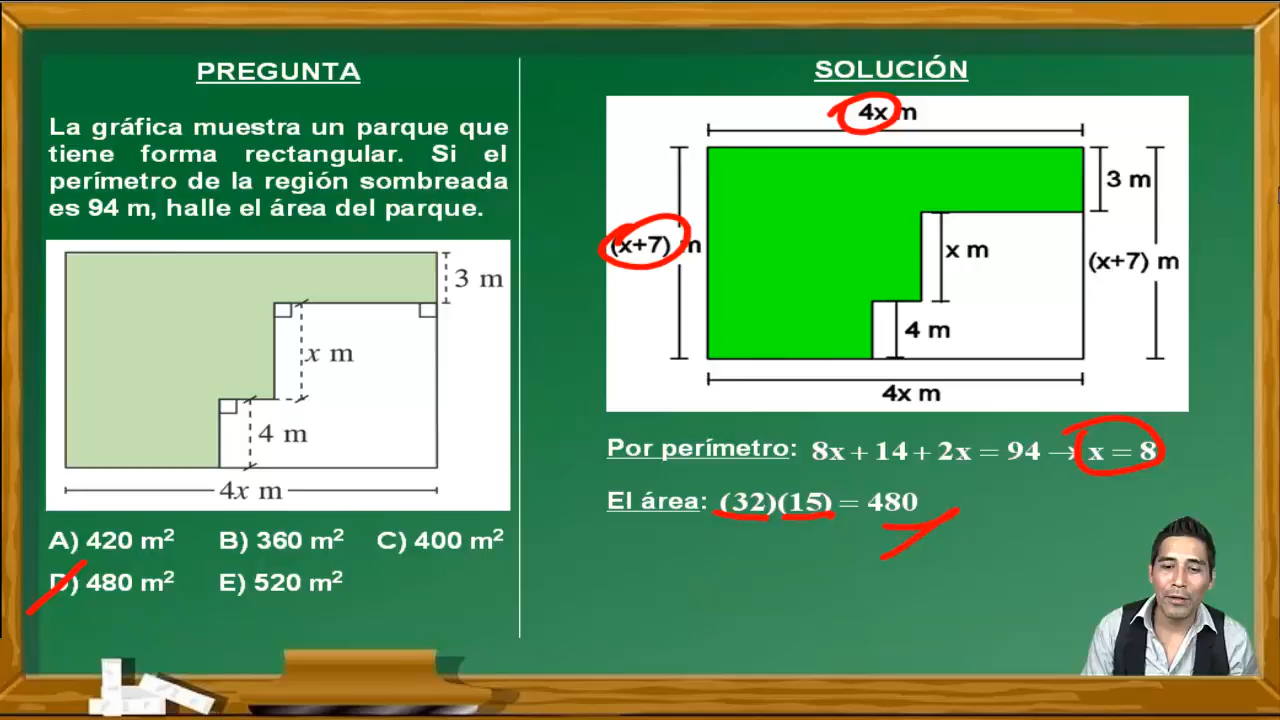 PREGUNTA
La gráfica muestra un parque que
tiene forma rectangular. Si el
perímetro de la región sombreada
es 94 m, halle el área del parque.
3 m
x m
4 m
4x m
A) 420 m² B) 360 m² C) 400 m²
D) 480 m² E) 520 m²
SOLUCIÓN
4x m
3 m
(x+7) m
x m
(x+7) m
4 m
4x m
Por perímetro: 8x + 14 + 2x = 94 → x = 8
El área: (32)(15) = 480